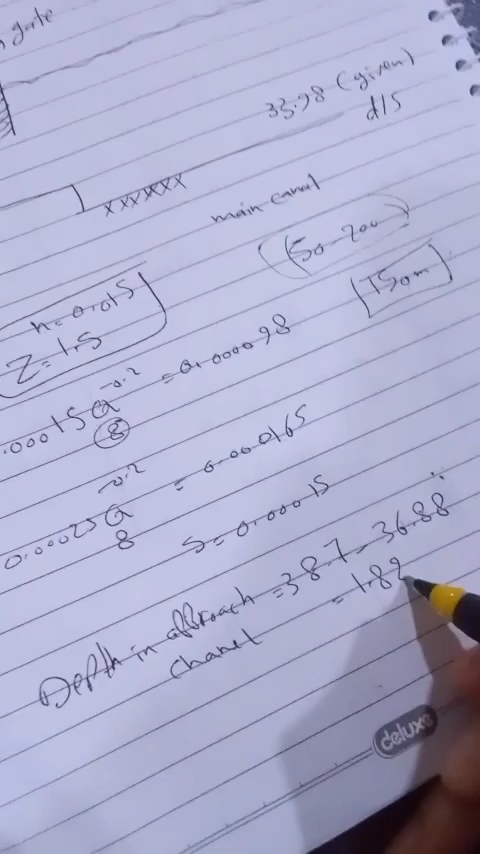 gate
33.98 (given)
d/s
xxxxxxx
main canal
(50-200)
150m
n=0.015
Z=1.5
.00015 Q^-0.2 = 0.000098
8
0.00025 Q^-0.2 = 0.000165
8
S=0.00015
Depth in approach = 38.7 - 36.88
chanel
= 1.82
deluxe